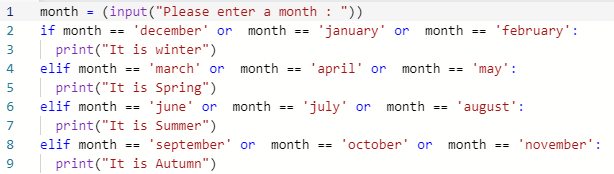 1 month = (input("Please enter a month : "))
2 if month == 'december' or  month == 'january' or  month == 'february':
3   print("It is winter")
4 elif month == 'march' or  month == 'april' or  month == 'may':
5   print("It is Spring")
6 elif month == 'june' or  month == 'july' or  month == 'august':
7   print("It is Summer")
8 elif month == 'september' or  month == 'october' or  month == 'november':
9   print("It is Autumn")